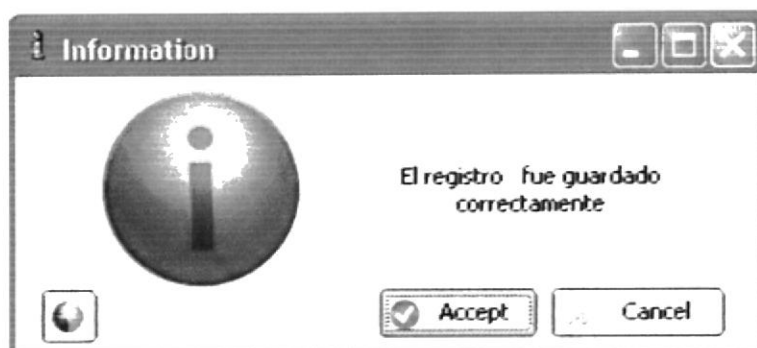 Information
El registro fue guardado
correctamente
Accept
Cancel